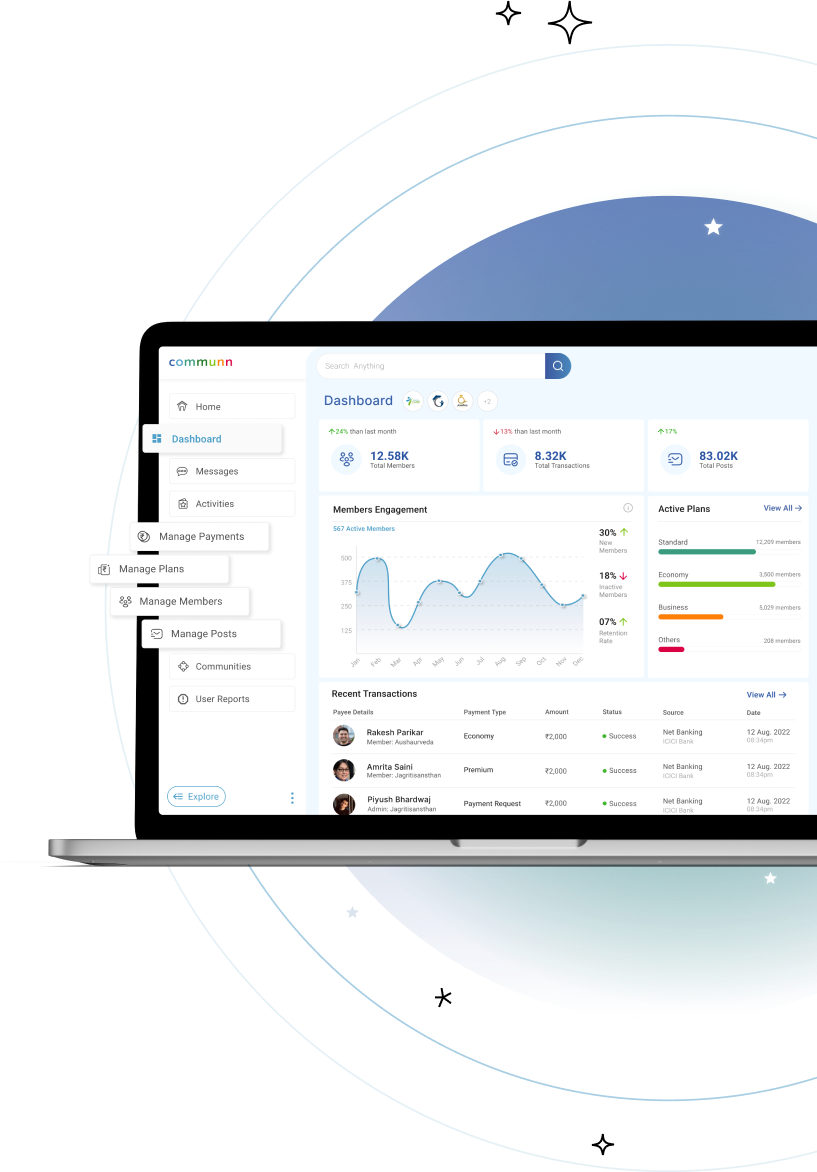 communn
Search Anything
Home
Dashboard
Messages
Activities
Manage Payments
Manage Plans
Manage Members
Manage Posts
Communities
User Reports
Explore
Dashboard
+2
24% than last month
12.58K
Total Members
13% than last month
8.32K
Total Transactions
17%
83.02K
Total Posts
Members Engagement
567 Active Members
500
375
250
125
Jan Feb Mar Apr May Jun Jul Aug Sep Oct Nov Dec
30%
New
Members
18%
Inactive
Members
07%
Retention
Rate
Active Plans View All
Standard 12,209 members
Economy 3,500 members
Business 5,029 members
Others 208 members
Recent Transactions View All
Payee Details Payment Type Amount Status Source Date
Rakesh Parikar Economy ₹2,000 Success Net Banking 12 Aug. 2022
Member: Aushaurveda ICICI Bank 08:34pm
Amrita Saini Premium ₹2,000 Success Net Banking 12 Aug. 2022
Member: Jagritisansthan ICICI Bank 08:34pm
Piyush Bhardwaj Payment Request ₹2,000 Success Net Banking 12 Aug. 2022
Admin: Jagritisansthan ICICI Bank 08:34pm